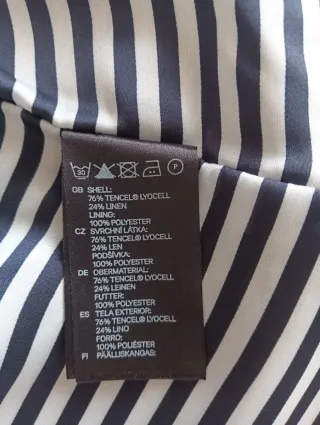 30 P
GB SHELL:
76% TENCEL® LYOCELL
24% LINEN
LINING:
100% POLYESTER
CZ SVRCHNÍ LÁTKA:
76% TENCEL® LYOCELL
24% LEN
PODŠÍVKA:
100% POLYESTER
DE OBERMATERIAL:
76% TENCEL® LYOCELL
24% LEINEN
FUTTER:
100% POLYESTER
ES TELA EXTERIOR:
76% TENCEL® LYOCELL
24% LINO
FORRO:
100% POLIÉSTER
FI PÄÄLLISKANGAS: